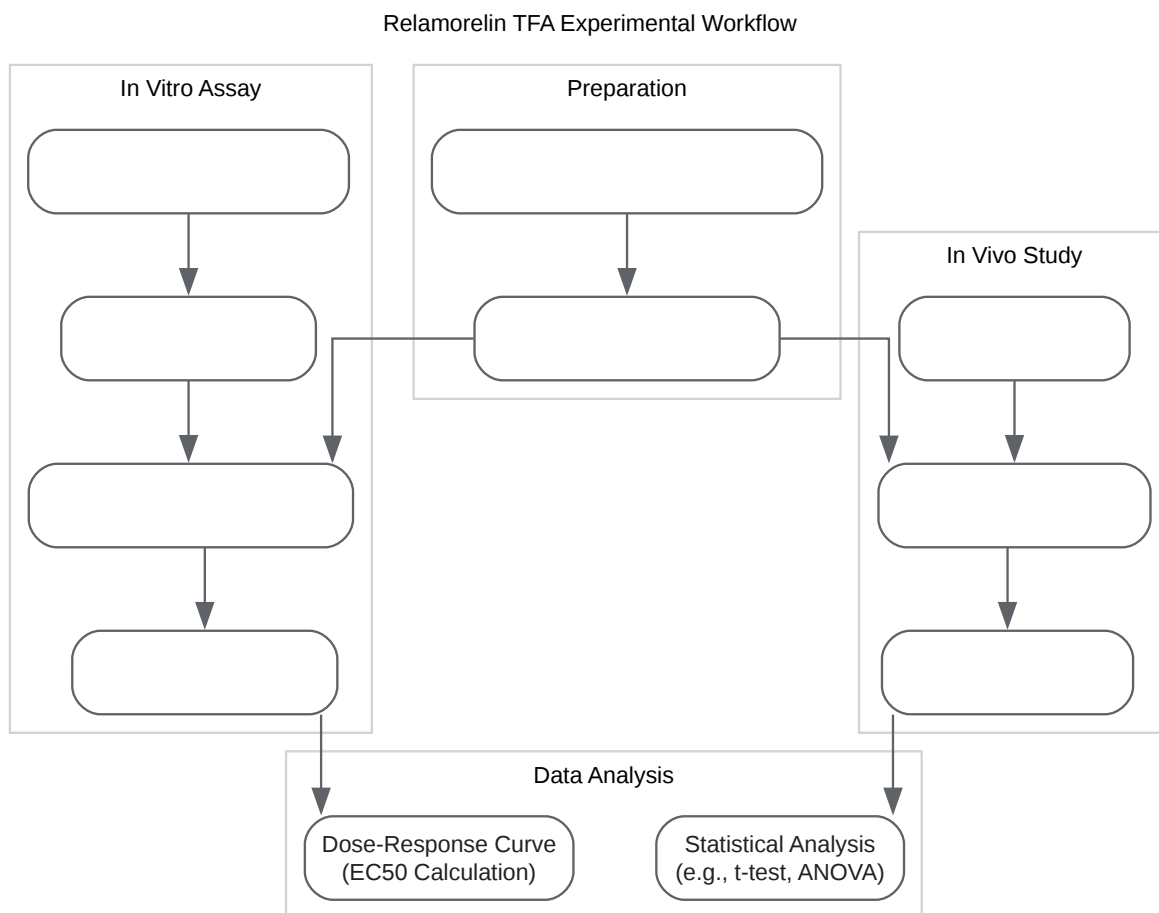 Relamorelin TFA Experimental Workflow
In Vitro Assay
Preparation
In Vivo Study
Data Analysis
Dose-Response Curve
(EC50 Calculation)
Statistical Analysis
(e.g., t-test, ANOVA)